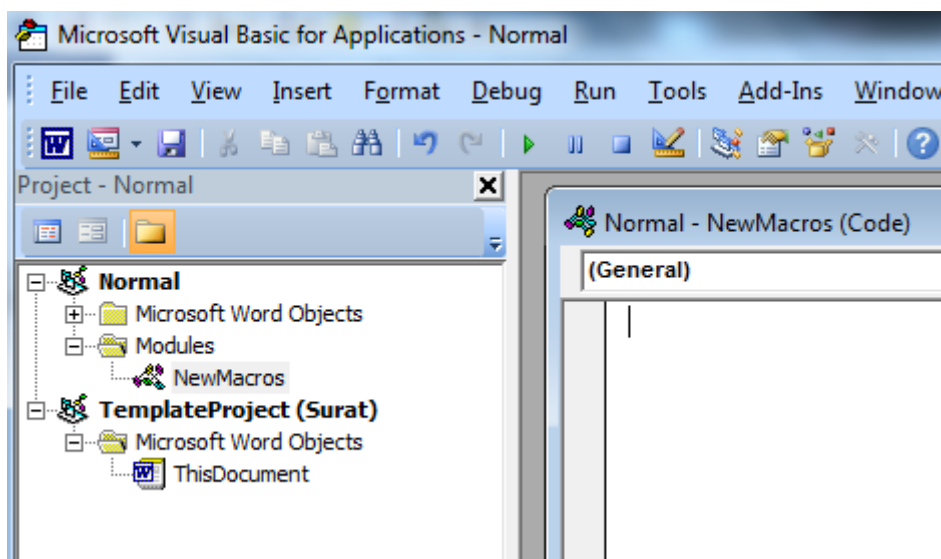 Microsoft Visual Basic for Applications - Normal
File Edit View Insert Format Debug Run Tools Add-Ins Window
Project - Normal
Normal
Microsoft Word Objects
Modules
NewMacros
TemplateProject (Surat)
Microsoft Word Objects
ThisDocument
Normal - NewMacros (Code)
(General)